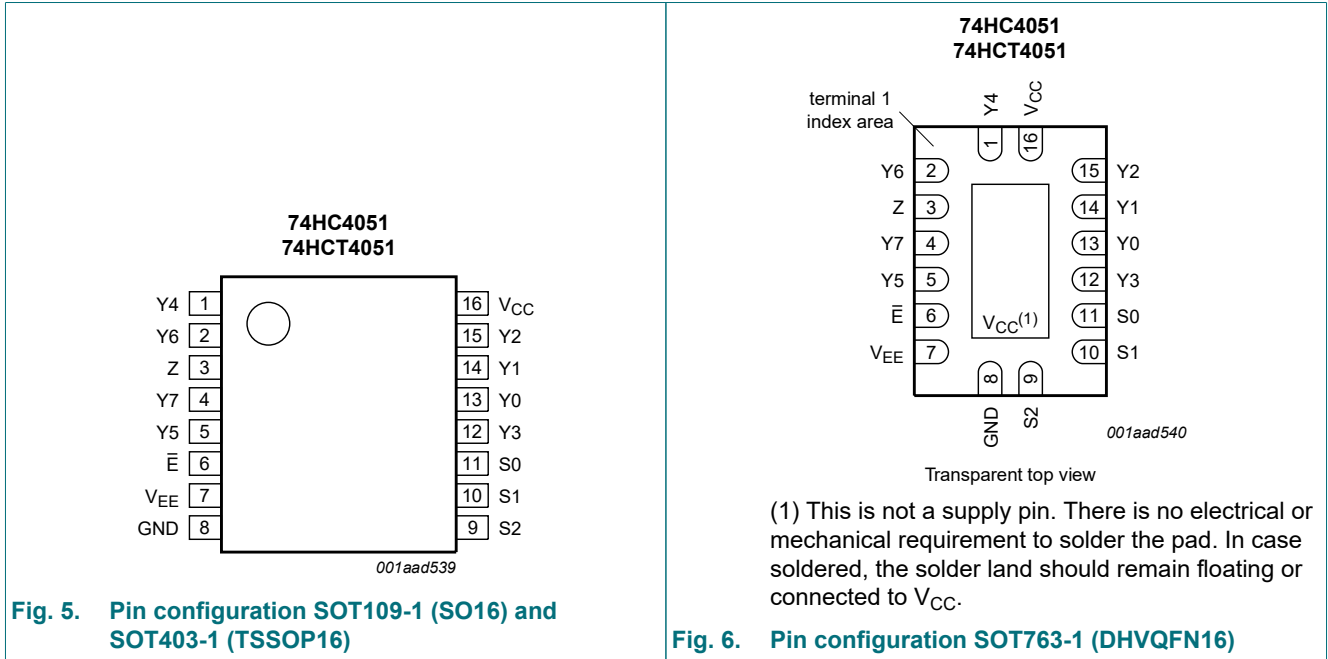 74HC4051
74HCT4051
Y4 1
Y6 2
Z 3
Y7 4
Y5 5
E̅ 6
VEE 7
GND 8
16 VCC
15 Y2
14 Y1
13 Y0
12 Y3
11 S0
10 S1
9 S2
001aad539
Fig. 5. Pin configuration SOT109-1 (SO16) and
SOT403-1 (TSSOP16)
74HC4051
74HCT4051
terminal 1
index area
Y4
VCC
1
16
Y6 2
Z 3
Y7 4
Y5 5
E̅ 6
VEE 7
15 Y2
14 Y1
13 Y0
12 Y3
11 S0
10 S1
VCC(1)
8
9
GND
S2
001aad540
Transparent top view
(1) This is not a supply pin. There is no electrical or
mechanical requirement to solder the pad. In case
soldered, the solder land should remain floating or
connected to VCC.
Fig. 6. Pin configuration SOT763-1 (DHVQFN16)